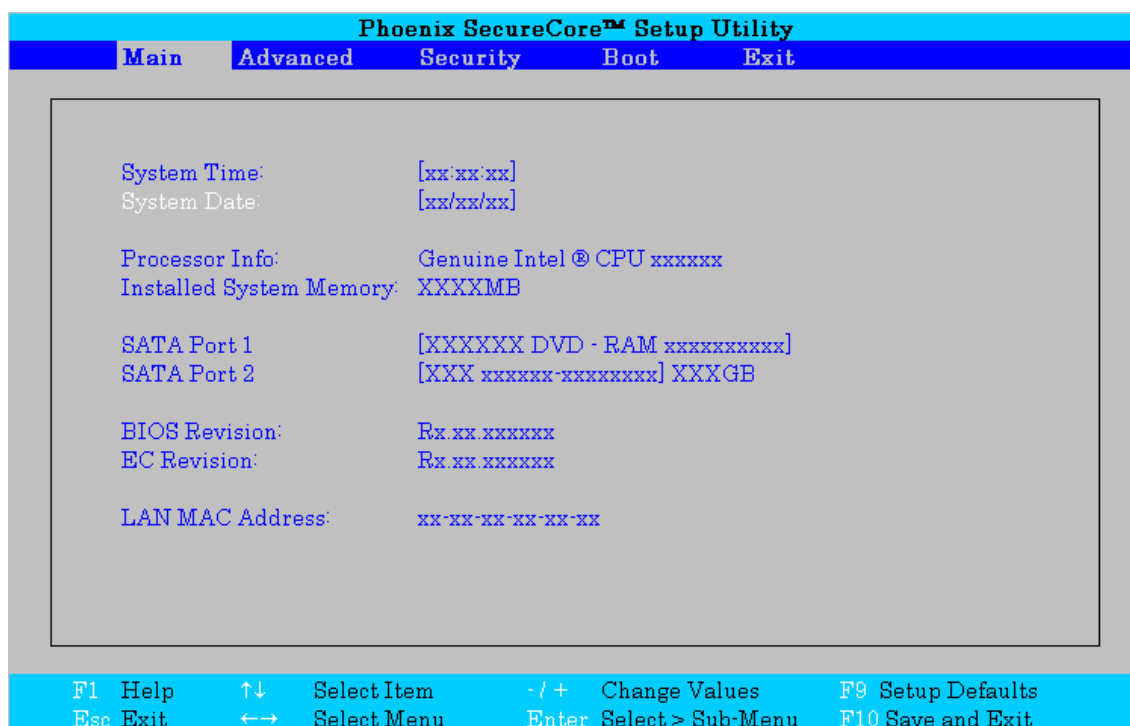 Phoenix SecureCore™ Setup Utility
Main Advanced Security Boot Exit
System Time: [xx:xx:xx]
System Date: [xx/xx/xx]
Processor Info: Genuine Intel ® CPU xxxxxx
Installed System Memory: XXXXMB
SATA Port 1 [XXXXXX DVD - RAM xxxxxxxxxx]
SATA Port 2 [XXX xxxxxx-xxxxxxxx] XXXGB
BIOS Revision: Rx.xx.xxxxxx
EC Revision: Rx.xx.xxxxxx
LAN MAC Address: xx-xx-xx-xx-xx-xx
F1 Help ↑↓ Select Item - / + Change Values F9 Setup Defaults
Esc Exit ←→ Select Menu Enter Select > Sub-Menu F10 Save and Exit